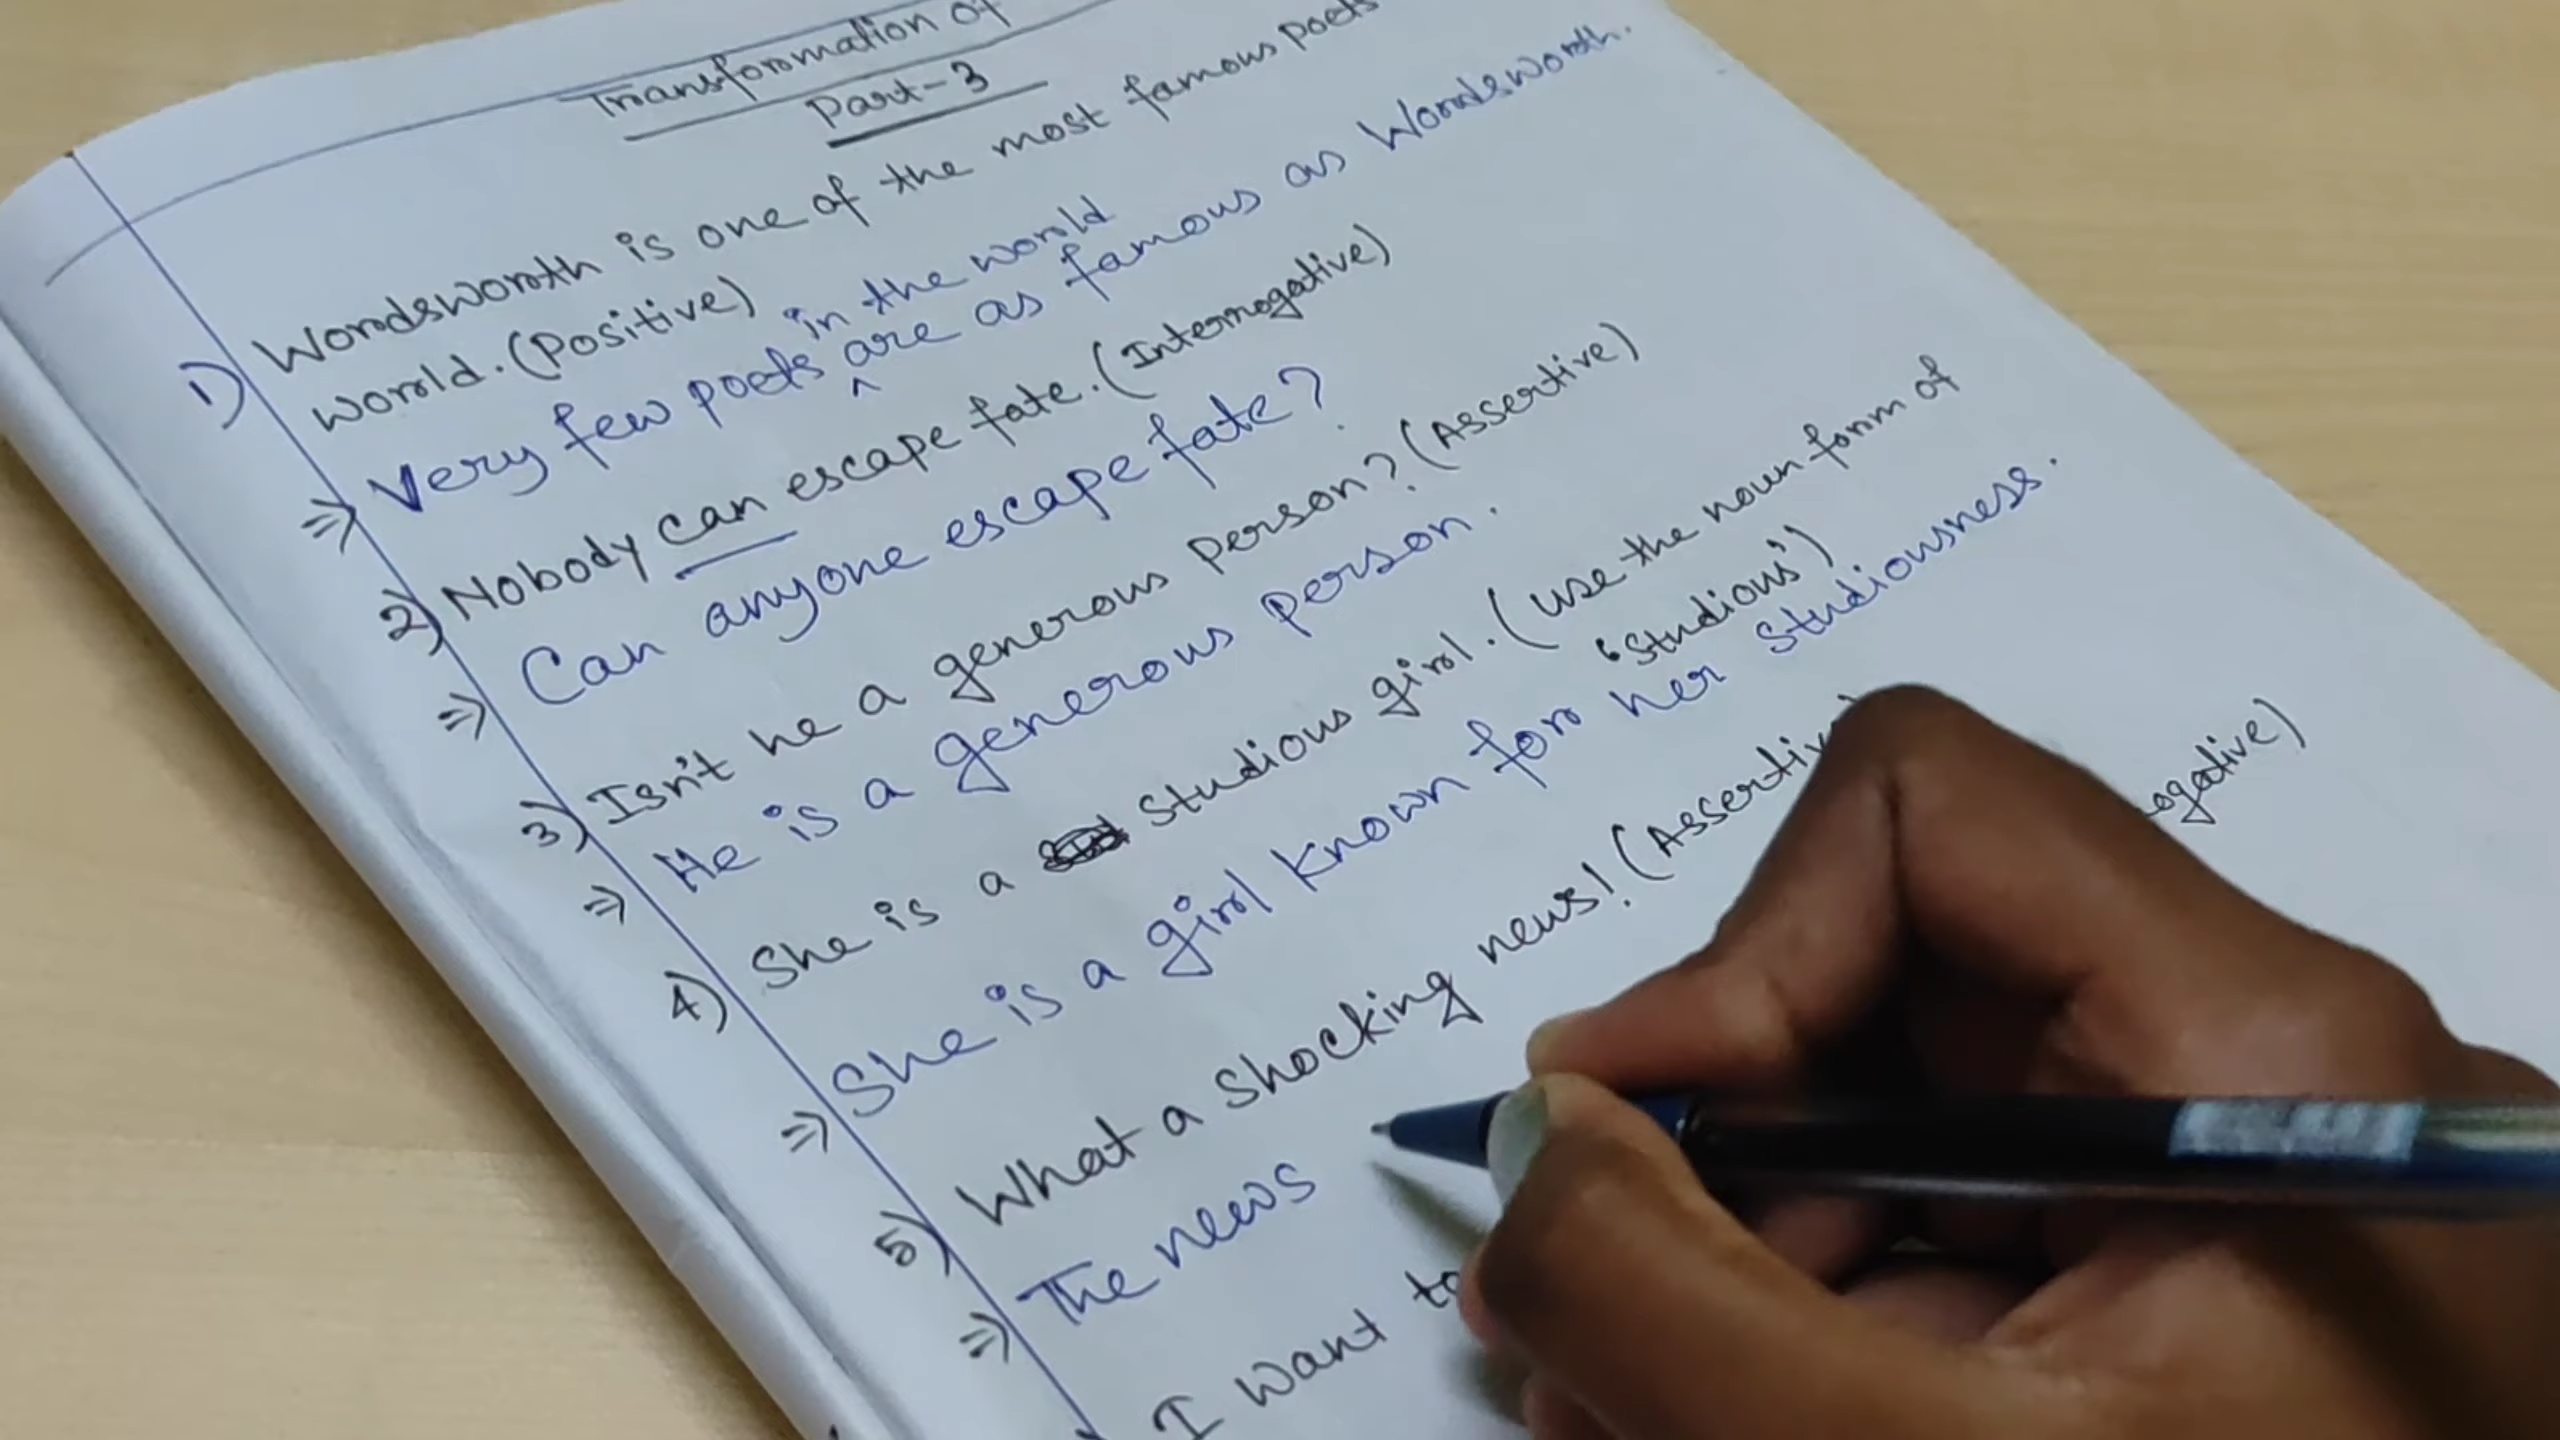 Transformation of
Part-3
1) Wordsworth is one of the most famous poets
world. (Positive)
in the world
=> Very few poets ^ are as famous as Wordsworth.
2) Nobody can escape fate. (Interrogative)
=> Can anyone escape fate?
3) Isn't he a generous person? (Assertive)
=> He is a generous person.
4) She is a studious girl. (use the noun form of
'studious')
=> She is a girl known for her studiousness.
5) What a shocking news! (Assertive)
=> The news
I want to ogative)